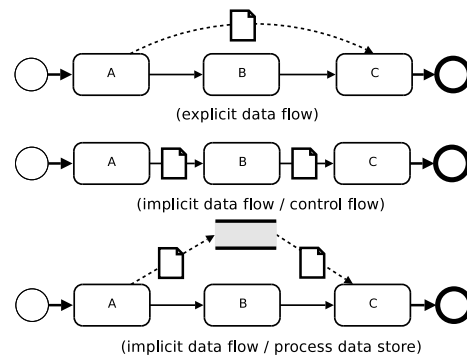 A B C
(explicit data flow)
A B C
(implicit data flow / control flow)
A B C
(implicit data flow / process data store)